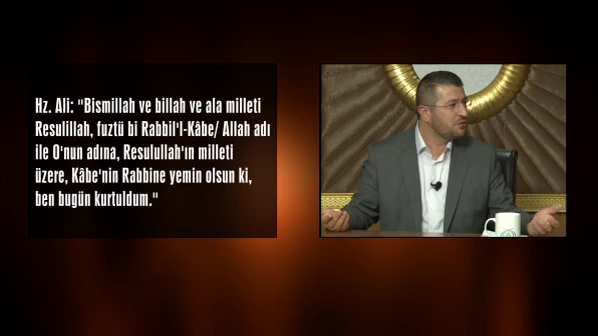 Hz. Ali: "Bismillah ve billah ve ala milleti
Resulillah, fuztü bi Rabbil'l-Kâbe/ Allah adı
ile O'nun adına, Resulullah'ın milleti
üzere, Kâbe'nin Rabbine yemin olsun ki,
ben bugün kurtuldum."